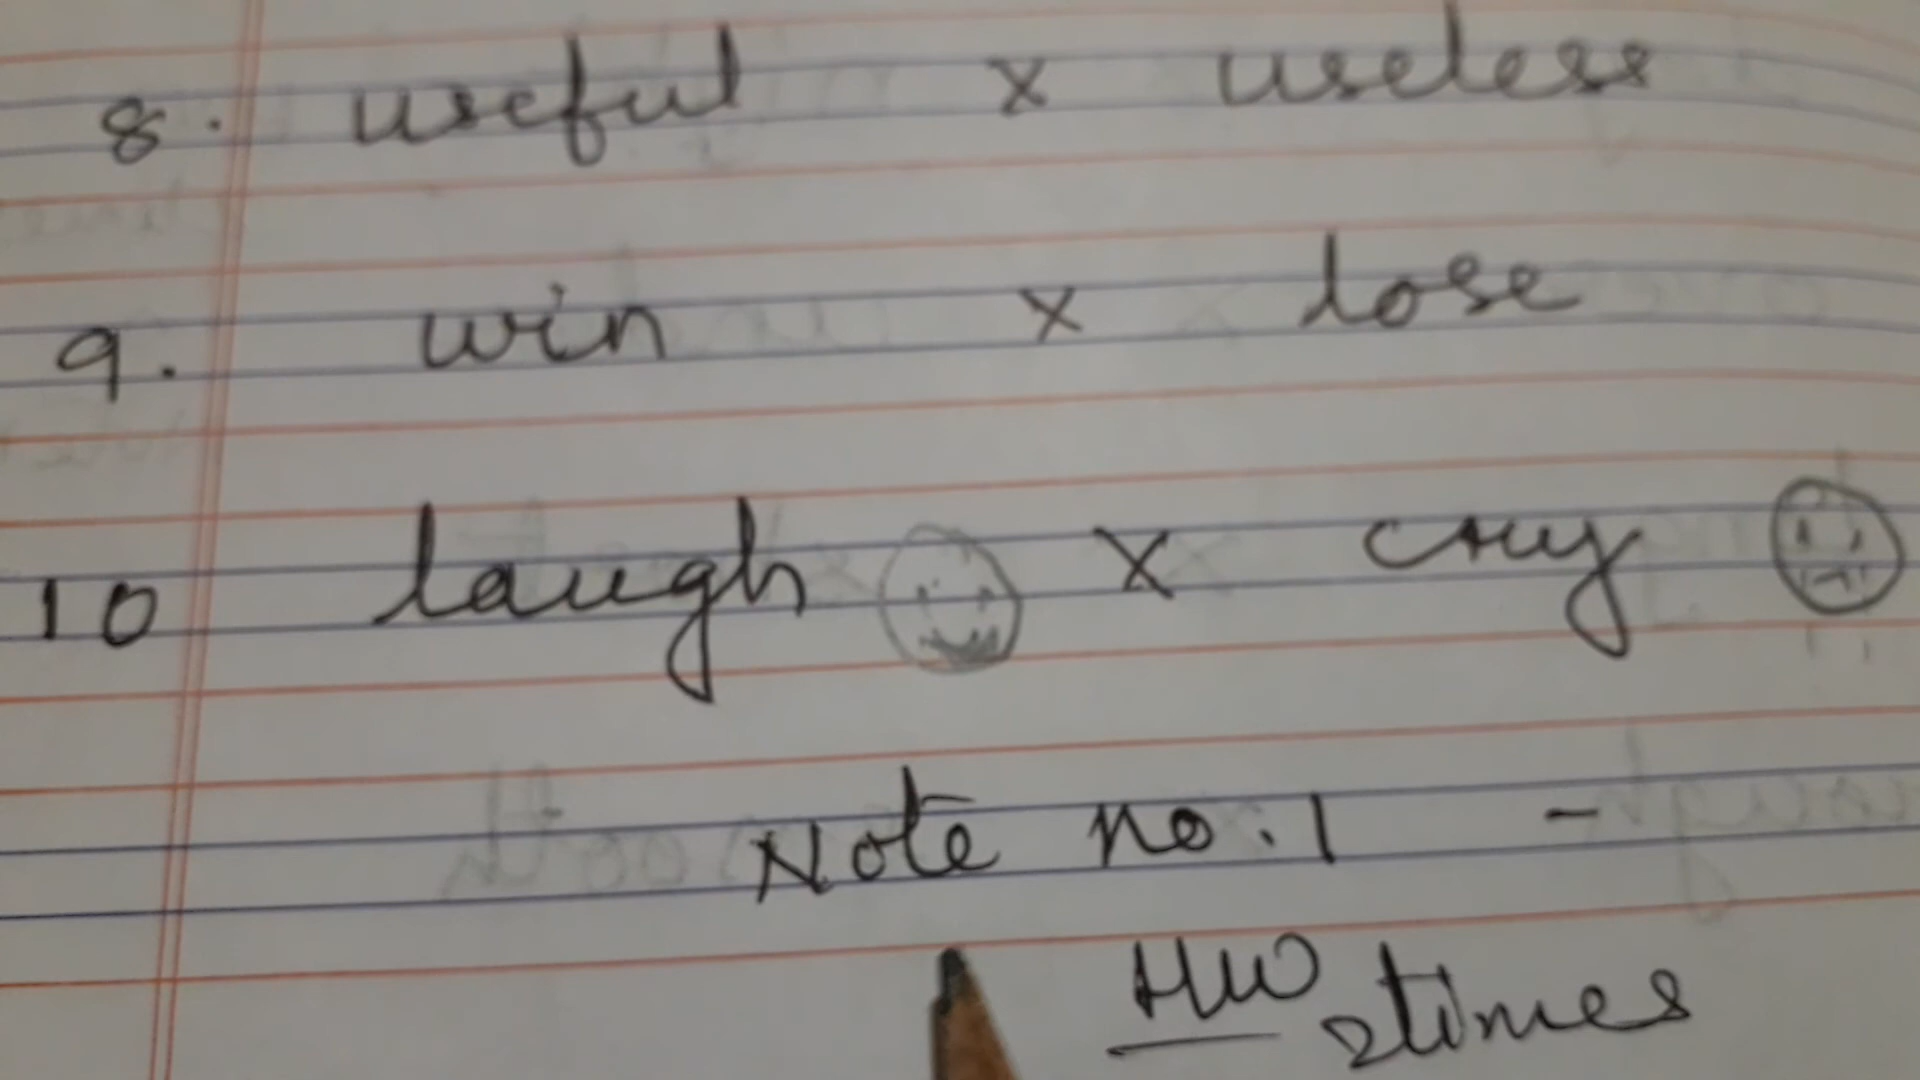 8. useful x useless
9. win x lose
10 laugh x cry
Note no. 1 -
HW 2times